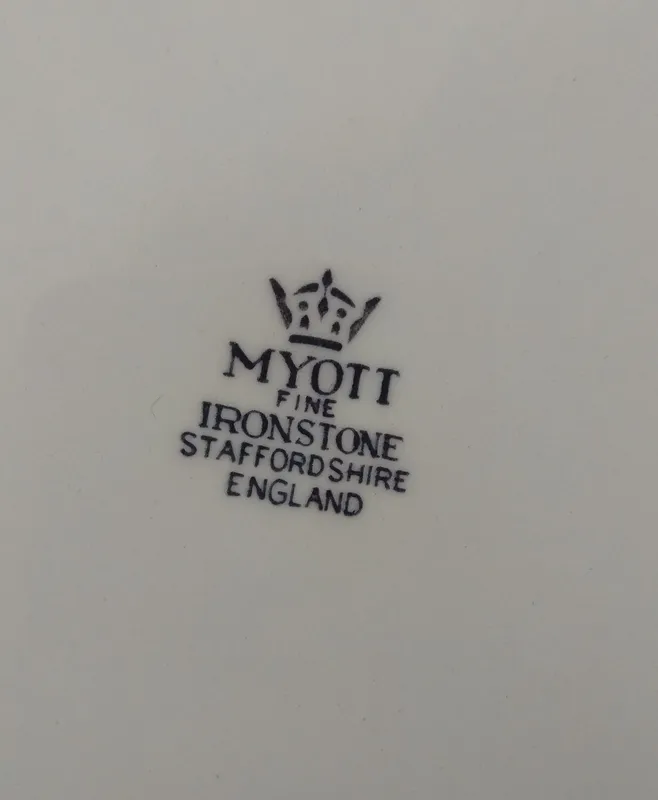 MYOTT
FINE
IRONSTONE
STAFFORDSHIRE
ENGLAND